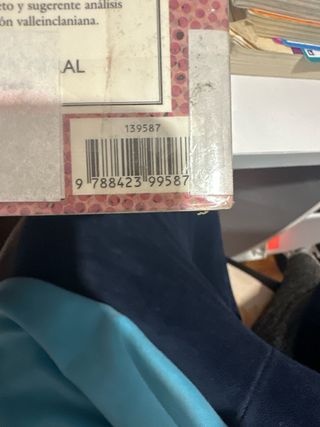 eto y sugerente análisis
ón valleinclaniana.
AL
139587
9 788423 99587